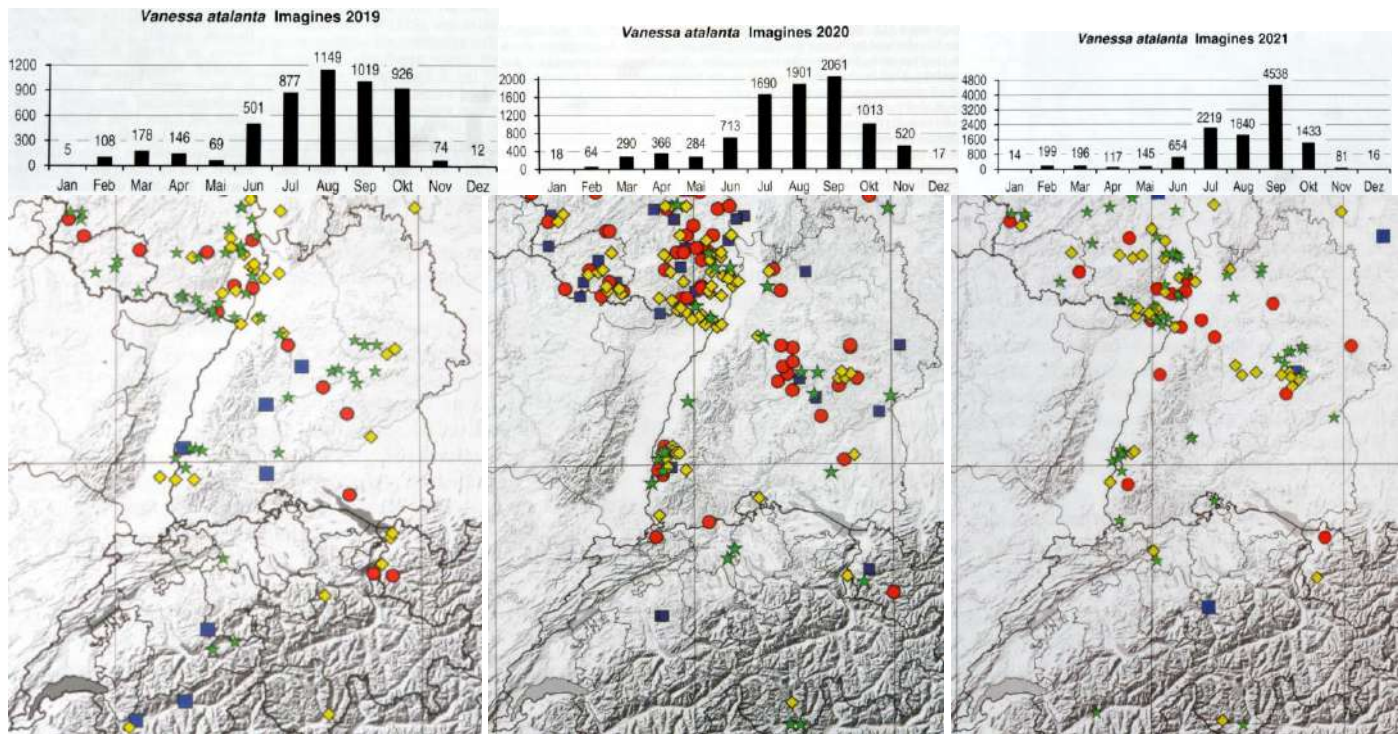 Vanessa atalanta Imagines 2019
1200
900
600
300
0
5 108 178 146 69 501 877 1149 1019 926 74 12
Jan Feb Mar Apr Mai Jun Jul Aug Sep Okt Nov Dez
Vanessa atalanta Imagines 2020
2000
1600
1200
800
400
0
18 64 290 366 284 713 1690 1901 2061 1013 520 17
Jan Feb Mar Apr Mai Jun Jul Aug Sep Okt Nov Dez
Vanessa atalanta Imagines 2021
4800
4000
3200
2400
1600
800
0
14 199 196 117 145 654 2219 1840 4538 1433 81 16
Jan Feb Mar Apr Mai Jun Jul Aug Sep Okt Nov Dez